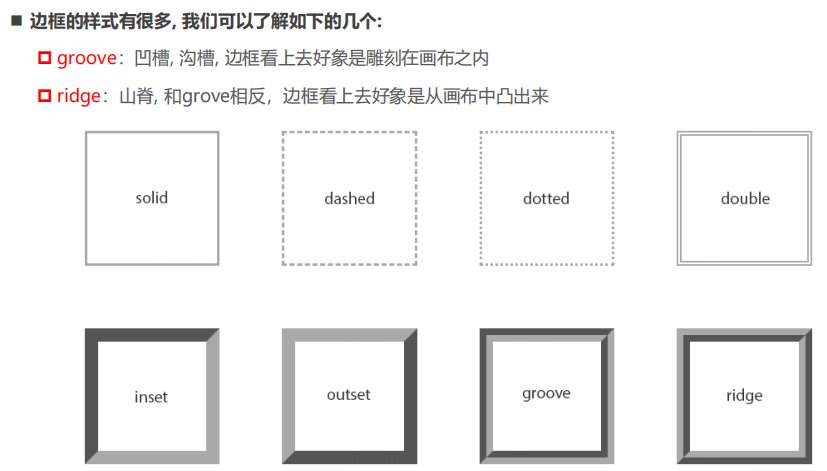 边框的样式有很多, 我们可以了解如下的几个:
groove：凹槽, 沟槽, 边框看上去好象是雕刻在画布之内
ridge：山脊, 和grove相反，边框看上去好象是从画布中凸出来
solid
dashed
dotted
double
inset
outset
groove
ridge